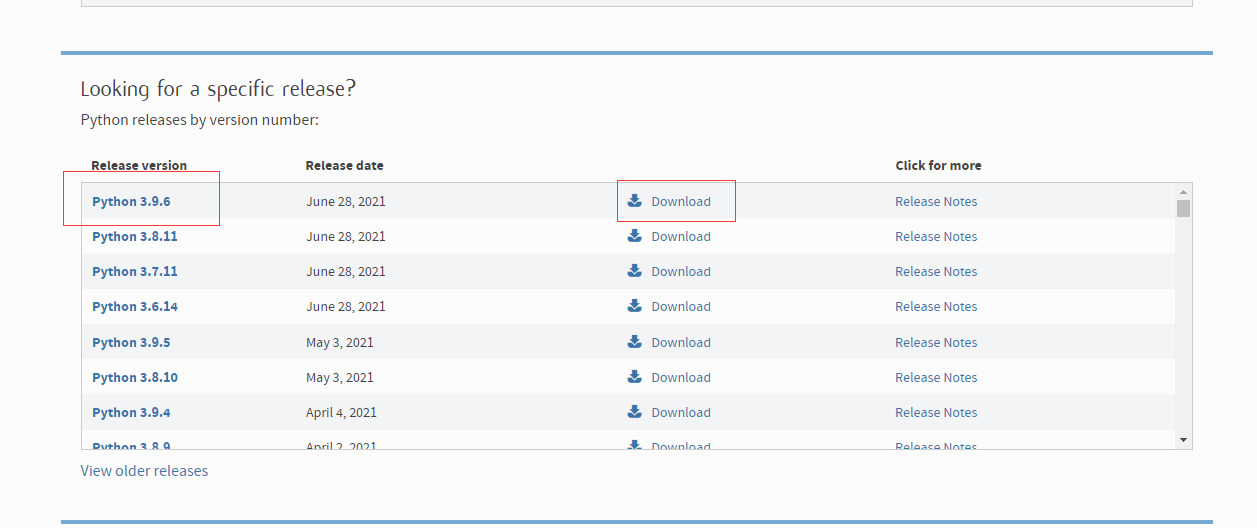 Looking for a specific release?
Python releases by version number:
Release version Release date Click for more
Python 3.9.6 June 28, 2021 Download Release Notes
Python 3.8.11 June 28, 2021 Download Release Notes
Python 3.7.11 June 28, 2021 Download Release Notes
Python 3.6.14 June 28, 2021 Download Release Notes
Python 3.9.5 May 3, 2021 Download Release Notes
Python 3.8.10 May 3, 2021 Download Release Notes
Python 3.9.4 April 4, 2021 Download Release Notes
Python 3.8.9 April 2, 2021 Download Release Notes
View older releases